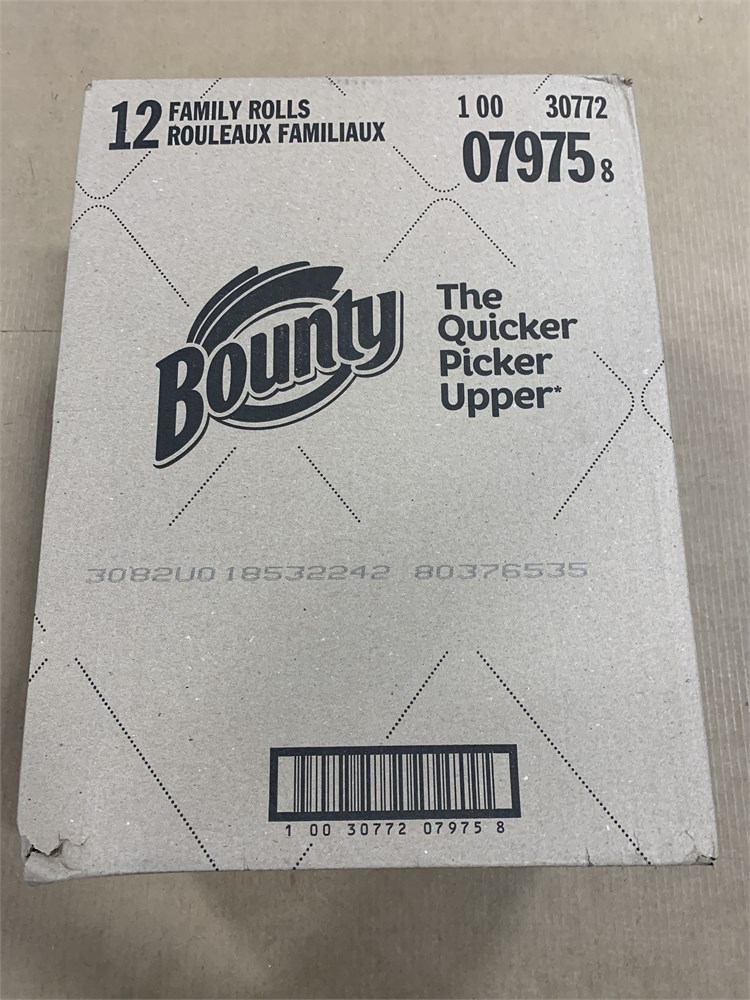 12 FAMILY ROLLS
ROULEAUX FAMILIAUX
1 00 30772
07975 8
Bounty
The
Quicker
Picker
Upper*
3082U018532242 80376535
1 00 30772 07975 8